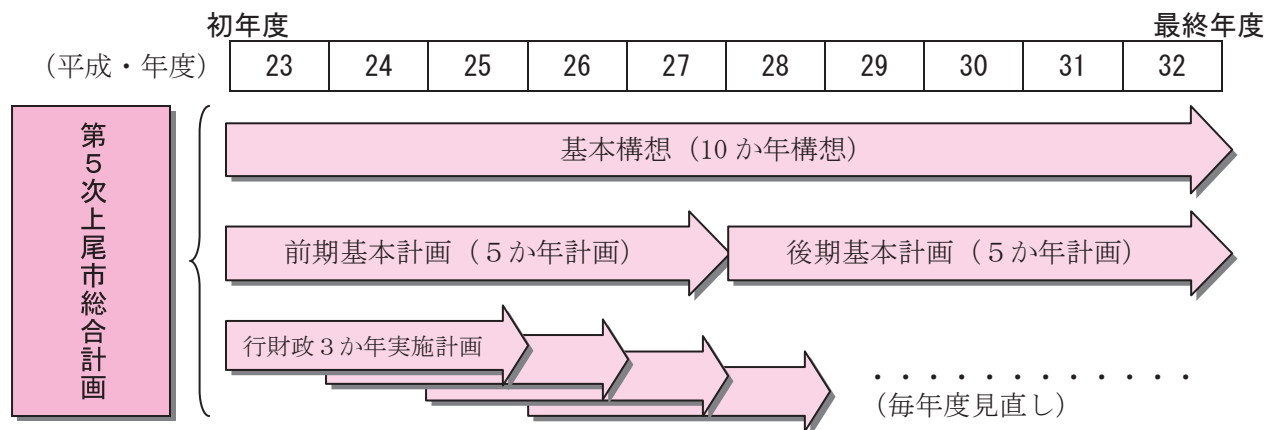 初年度 最終年度
（平成・年度） 23 24 25 26 27 28 29 30 31 32
第５次上尾市総合計画
基本構想（10 か年構想）
前期基本計画（５か年計画） 後期基本計画（５か年計画）
行財政３か年実施計画
・・・・・・・・・・・・
（毎年度見直し）